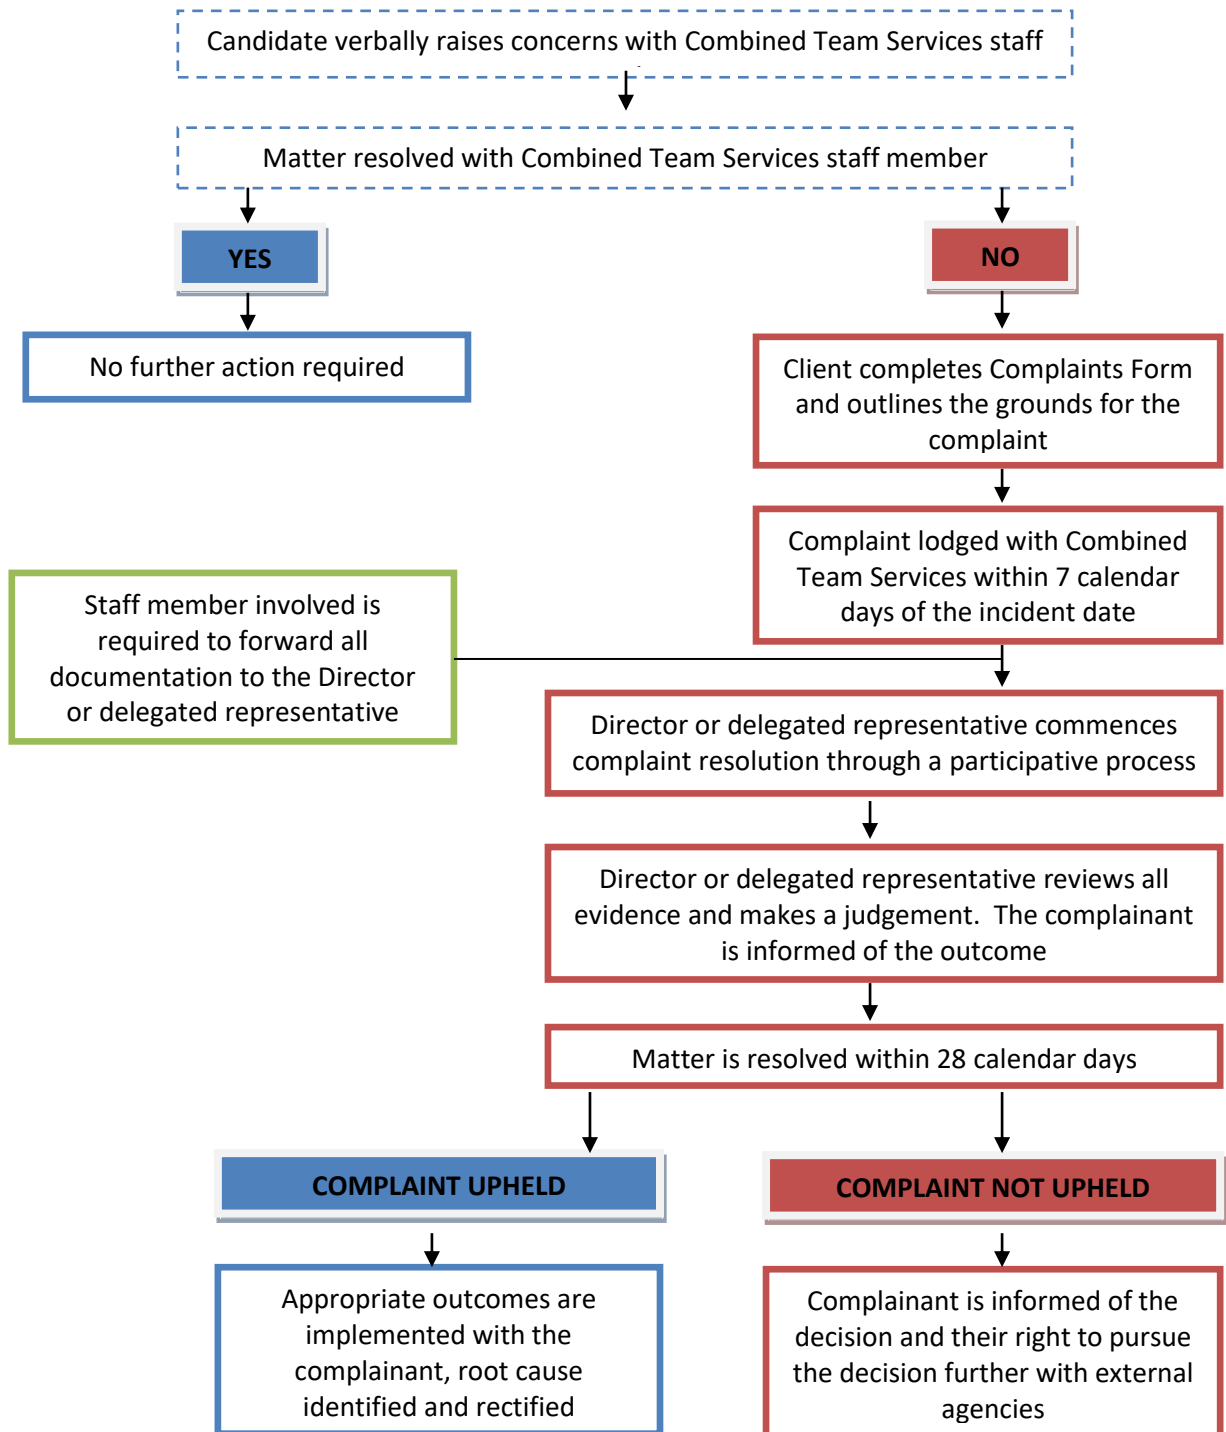 Candidate verbally raises concerns with Combined Team Services staff
Matter resolved with Combined Team Services staff member
YES
NO
No further action required
Client completes Complaints Form
and outlines the grounds for the
complaint
Complaint lodged with Combined
Team Services within 7 calendar
days of the incident date
Staff member involved is
required to forward all
documentation to the Director
or delegated representative
Director or delegated representative commences
complaint resolution through a participative process
Director or delegated representative reviews all
evidence and makes a judgement.  The complainant
is informed of the outcome
Matter is resolved within 28 calendar days
COMPLAINT UPHELD
COMPLAINT NOT UPHELD
Appropriate outcomes are
implemented with the
complainant, root cause
identified and rectified
Complainant is informed of the
decision and their right to pursue
the decision further with external
agencies